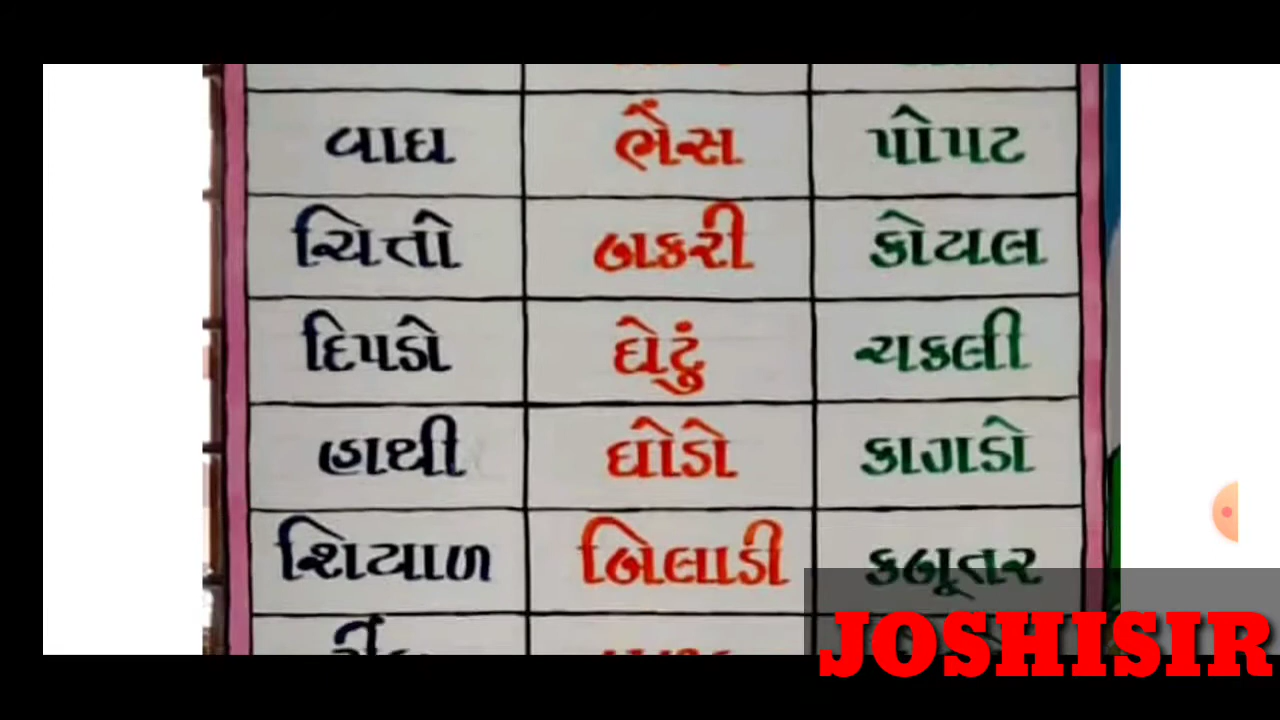 વાઘ ભેંસ પોપટ
ચિત્તો બકરી કોયલ
દિપડો ઘેટું ચકલી
હાથી ઘોડો કાગડો
શિયાળ બિલાડી કબૂતર
JOSHISIR